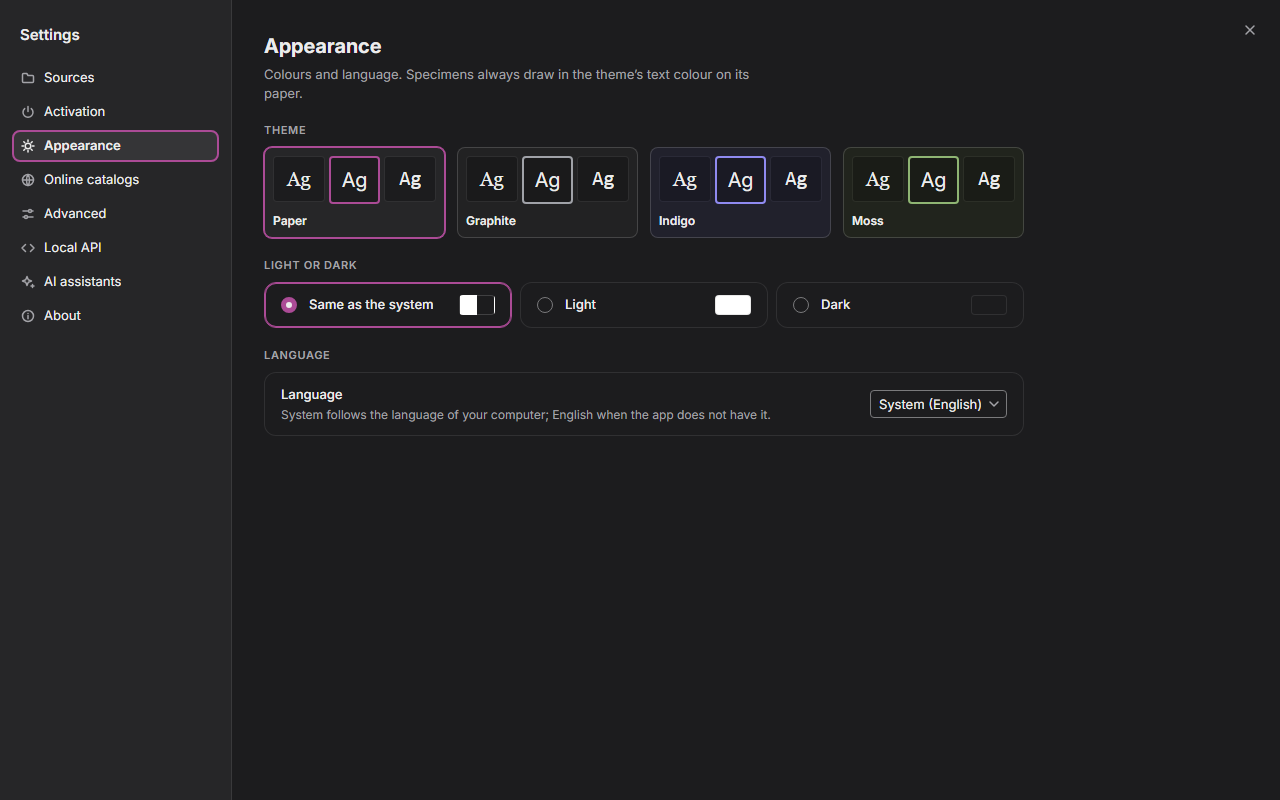 Settings
Sources
Activation
Appearance
Online catalogs
Advanced
Local API
AI assistants
About
Appearance
Colours and language. Specimens always draw in the theme’s text colour on its
paper.
THEME
Ag Ag Ag
Paper
Ag Ag Ag
Graphite
Ag Ag Ag
Indigo
Ag Ag Ag
Moss
LIGHT OR DARK
Same as the system
Light
Dark
LANGUAGE
Language
System follows the language of your computer; English when the app does not have it.
System (English)